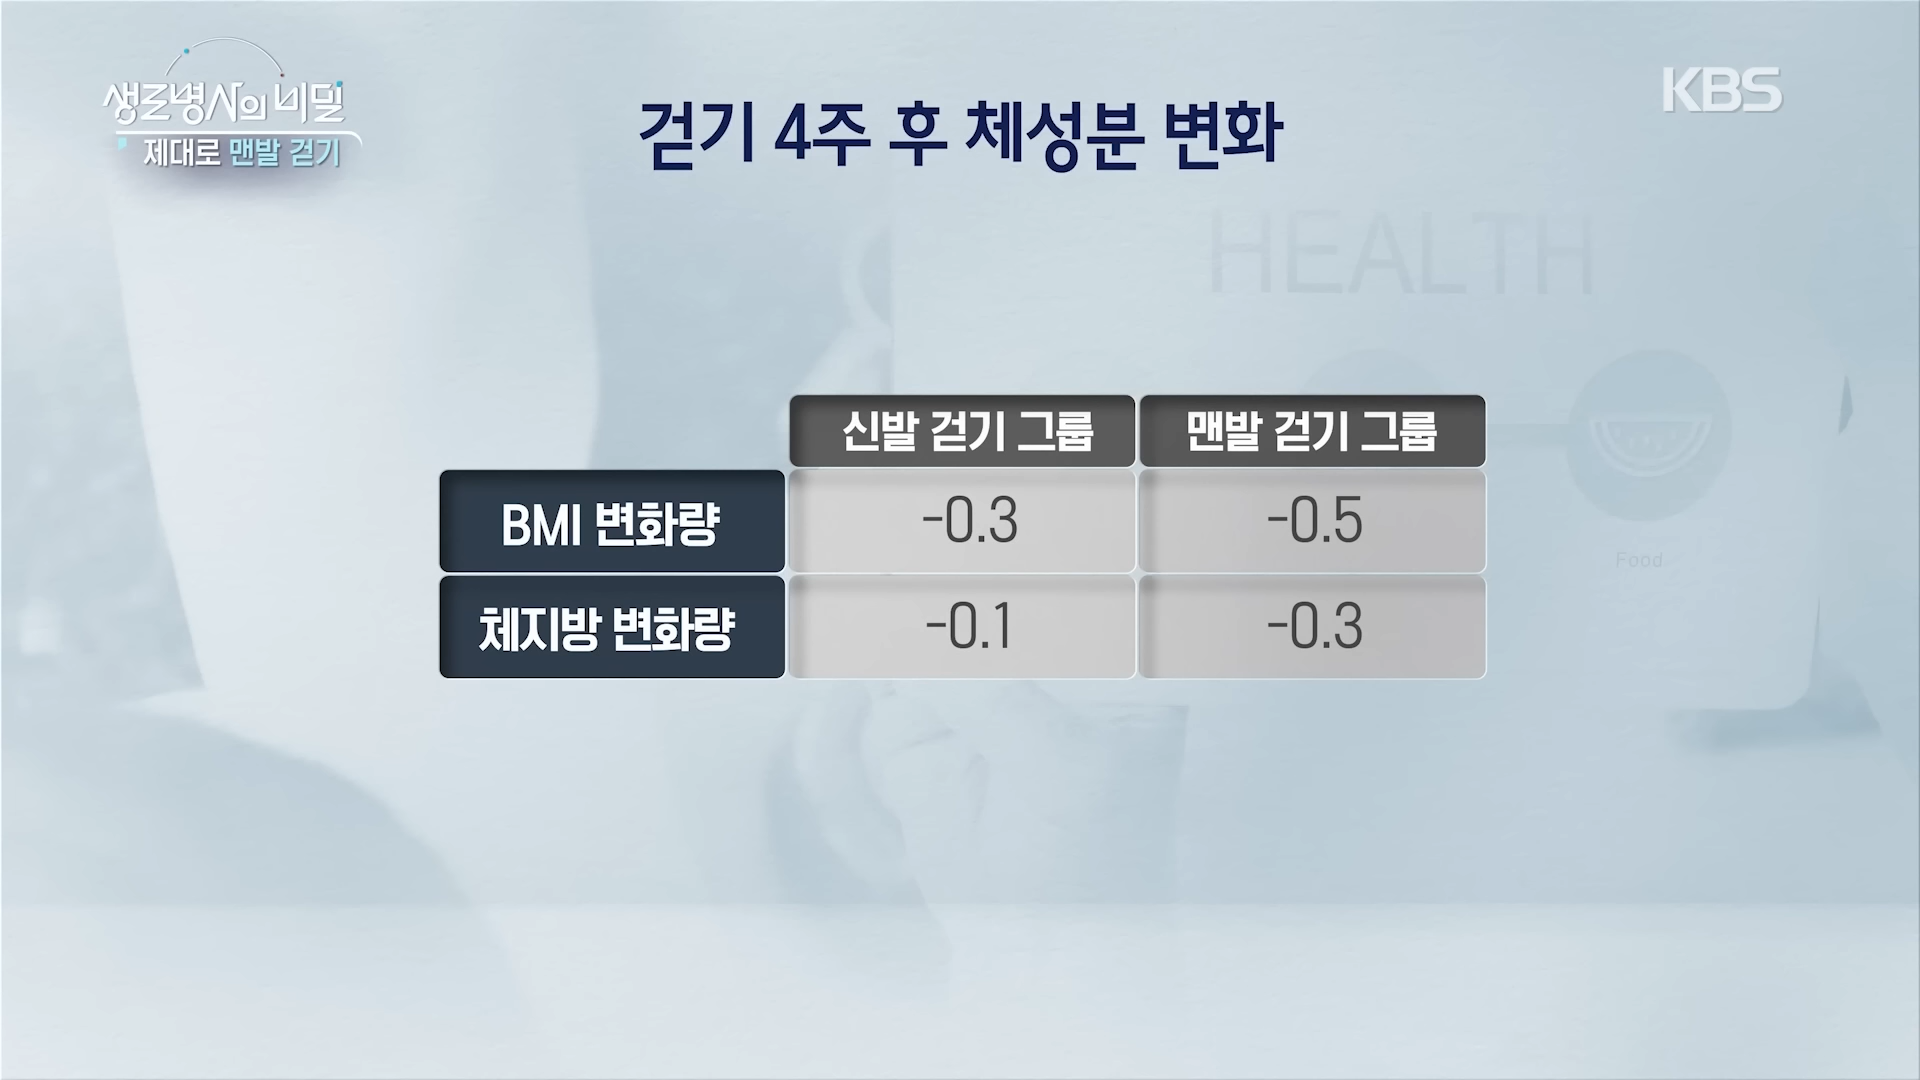 생로병사의 비밀
제대로 맨발 걷기
KBS
걷기 4주 후 체성분 변화
HEALTH
신발 걷기 그룹 맨발 걷기 그룹
BMI 변화량 -0.3 -0.5
Food
체지방 변화량 -0.1 -0.3